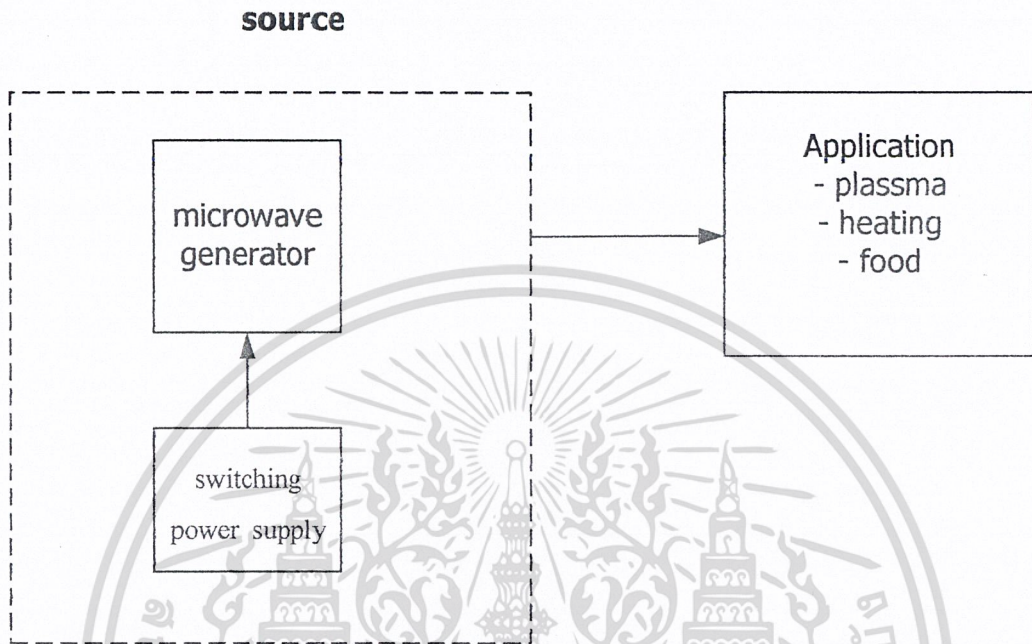 source
microwave
generator
switching
power supply
Application
- plassma
- heating
- food